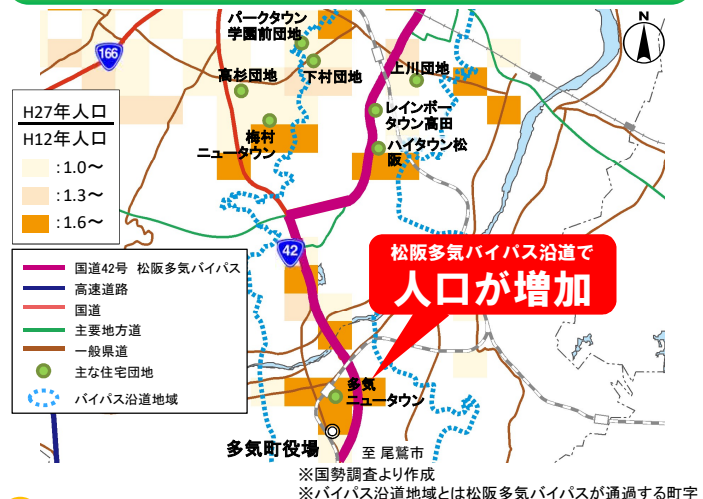 パークタウン
学園前団地
N
166
高杉団地
下村団地
上川団地
H27年人口
H12年人口
:1.0～
:1.3～
:1.6～
レインボー
タウン高田
梅村
ニュータウン
ハイタウン松
阪
42
松阪多気バイパス沿道で
人口が増加
国道42号 松阪多気バイパス
高速道路
国道
主要地方道
一般県道
主な住宅団地
バイパス沿道地域
多気
ニュータウン
多気町役場
至 尾鷲市
※国勢調査より作成
※バイパス沿道地域とは松阪多気バイパスが通過する町字